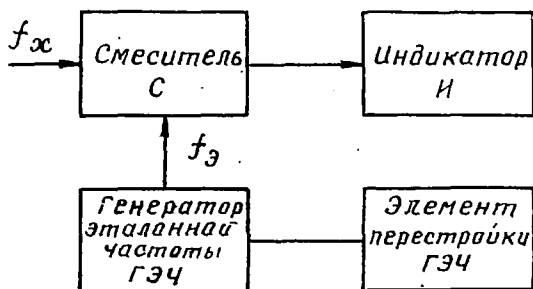 fx
Смеситель
С
Индикатор
И
fэ
Генератор
эталонной
частоты
ГЭЧ
Элемент
перестройки
ГЭЧ